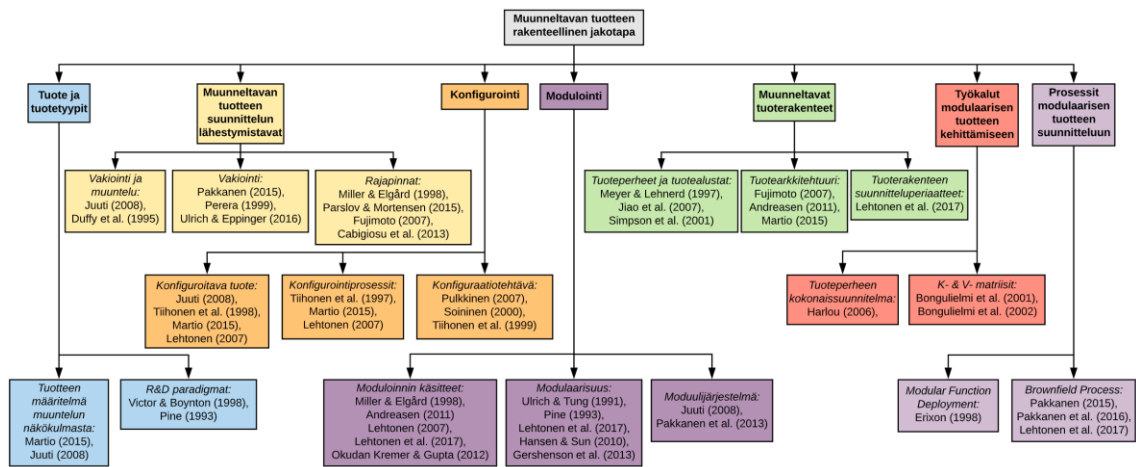 Muunneltavan tuotteen
rakenteellinen jakotapa
Tuote ja
tuotetyypit
Muunneltavan
tuotteen
suunnittelun
lähestymistavat
Konfigurointi
Modulointi
Muunneltavat
tuoterakenteet
Työkalut
modulaarisen
tuotteen
kehittämiseen
Prosessit
modulaarisen
tuotteen
suunnitteluun
Vakiointi ja
muuntelu:
Juuti (2008),
Duffy et al. (1995)
Vakiointi:
Pakkanen (2015),
Perera (1999),
Ulrich & Eppinger (2016)
Rajapinnat:
Miller & Elgård (1998),
Parslov & Mortensen (2015),
Fujimoto (2007),
Cabigiosu et al. (2013)
Tuoteperheet ja tuotealustat:
Meyer & Lehnerd (1997),
Jiao et al. (2007),
Simpson et al. (2001)
Tuotearkkitehtuuri:
Fujimoto (2007),
Andreasen (2011),
Martio (2015)
Tuoterakenteen
suunnitteluperiaatteet:
Lehtonen et al. (2017)
Konfiguroitava tuote:
Juuti (2008),
Tiihonen et al. (1998),
Martio (2015),
Lehtonen (2007)
Konfigurointiprosessit:
Tiihonen et al. (1997),
Martio (2015),
Lehtonen (2007)
Konfiguraatiotehtävä:
Pulkkinen (2007),
Soininen (2000),
Tiihonen et al. (1999)
Tuoteperheen
kokonaissuunnitelma:
Harlou (2006),
K- & V- matriisit:
Bongulielmi et al. (2001),
Bongulielmi et al. (2002)
Tuotteen
määritelmä
muuntelun
näkökulmasta:
Martio (2015),
Juuti (2008)
R&D paradigmat:
Victor & Boynton (1998),
Pine (1993)
Moduloinnin käsitteet:
Miller & Elgård (1998),
Andreasen (2011)
Lehtonen (2007),
Lehtonen et al. (2017),
Okudan Kremer & Gupta (2012)
Modulaarisuus:
Ulrich & Tung (1991),
Pine (1993),
Lehtonen et al. (2017),
Hansen & Sun (2010),
Gershenson et al. (2013)
Moduulijärjestelmä:
Juuti (2008),
Pakkanen et al. (2013)
Modular Function
Deployment:
Erixon (1998)
Brownfield Process:
Pakkanen (2015),
Pakkanen et al. (2016),
Lehtonen et al. (2017)